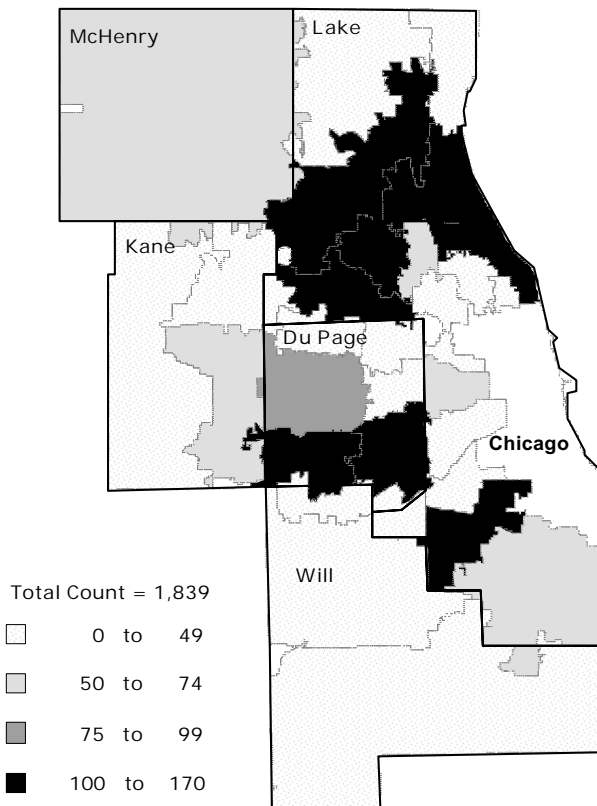 McHenry
Lake
Kane
Du Page
Chicago
Will
Total Count = 1,839
0 to 49
50 to 74
75 to 99
100 to 170